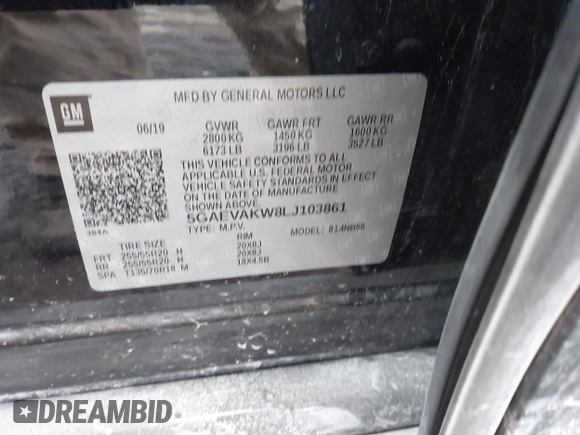 GM
MFD BY GENERAL MOTORS LLC
06/19 GVWR GAWR FRT GAWR RR
2800 KG 1450 KG 1600 KG
6173 LB 3196 LB 3527 LB
THIS VEHICLE CONFORMS TO ALL
APPLICABLE U.S. FEDERAL MOTOR
VEHICLE SAFETY STANDARDS IN EFFECT
ON THE DATE OF MANUFACTURE
SHOWN ABOVE.
5GAEVAKW8LJ103861
384A
TYPE: M.P.V. MODEL: 814NB56
TIRE SIZE RIM
FRT 255/55R20 H 20X8J
RR 255/55R20 H 20X8J
SPA T135/70R18 M 18X4.5B
DREAMBID